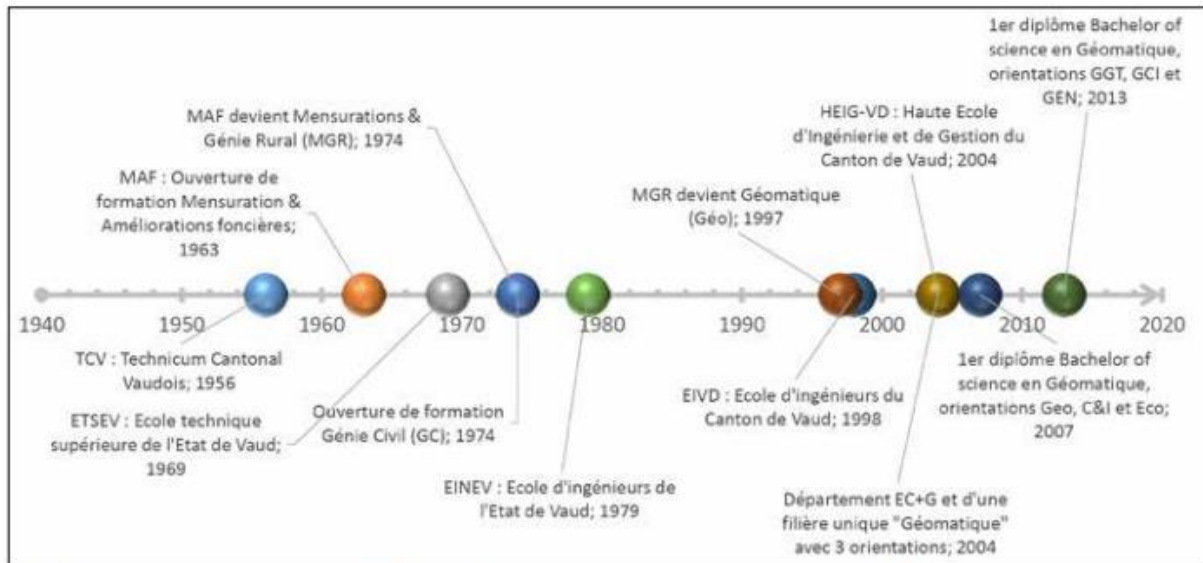 1er diplôme Bachelor of
science en Géomatique,
orientations GGT, GCI et
GEN; 2013
MAF devient Mensurations &
Génie Rural (MGR); 1974
HEIG-VD : Haute Ecole
d'Ingénierie et de Gestion du
Canton de Vaud; 2004
MAF : Ouverture de
formation Mensuration &
Améliorations foncières;
1963
MGR devient Géomatique
(Géo); 1997
1940
1950
1960
1970
1980
1990
2000
2010
2020
TCV : Technicum Cantonal
Vaudois; 1956
ETSEV : Ecole technique
supérieure de l'Etat de Vaud;
1969
Ouverture de formation
Génie Civil (GC); 1974
EINEV : Ecole d'ingénieurs de
l'Etat de Vaud; 1979
EIVD : Ecole d'ingénieurs du
Canton de Vaud; 1998
1er diplôme Bachelor of
science en Géomatique,
orientations Geo, C&I et Eco;
2007
Département EC+G et d'une
filière unique "Géomatique"
avec 3 orientations; 2004